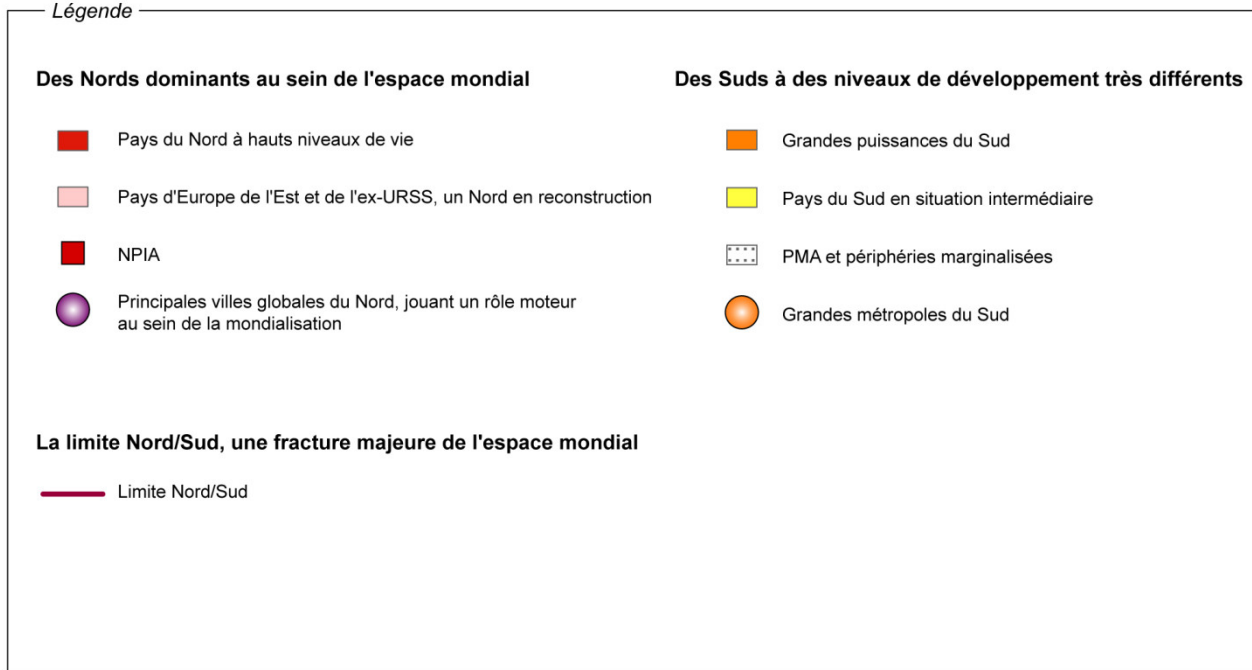 Légende
Des Nords dominants au sein de l'espace mondial
Pays du Nord à hauts niveaux de vie
Pays d'Europe de l'Est et de l'ex-URSS, un Nord en reconstruction
NPIA
Principales villes globales du Nord, jouant un rôle moteur
au sein de la mondialisation
Des Suds à des niveaux de développement très différents
Grandes puissances du Sud
Pays du Sud en situation intermédiaire
PMA et périphéries marginalisées
Grandes métropoles du Sud
La limite Nord/Sud, une fracture majeure de l'espace mondial
Limite Nord/Sud